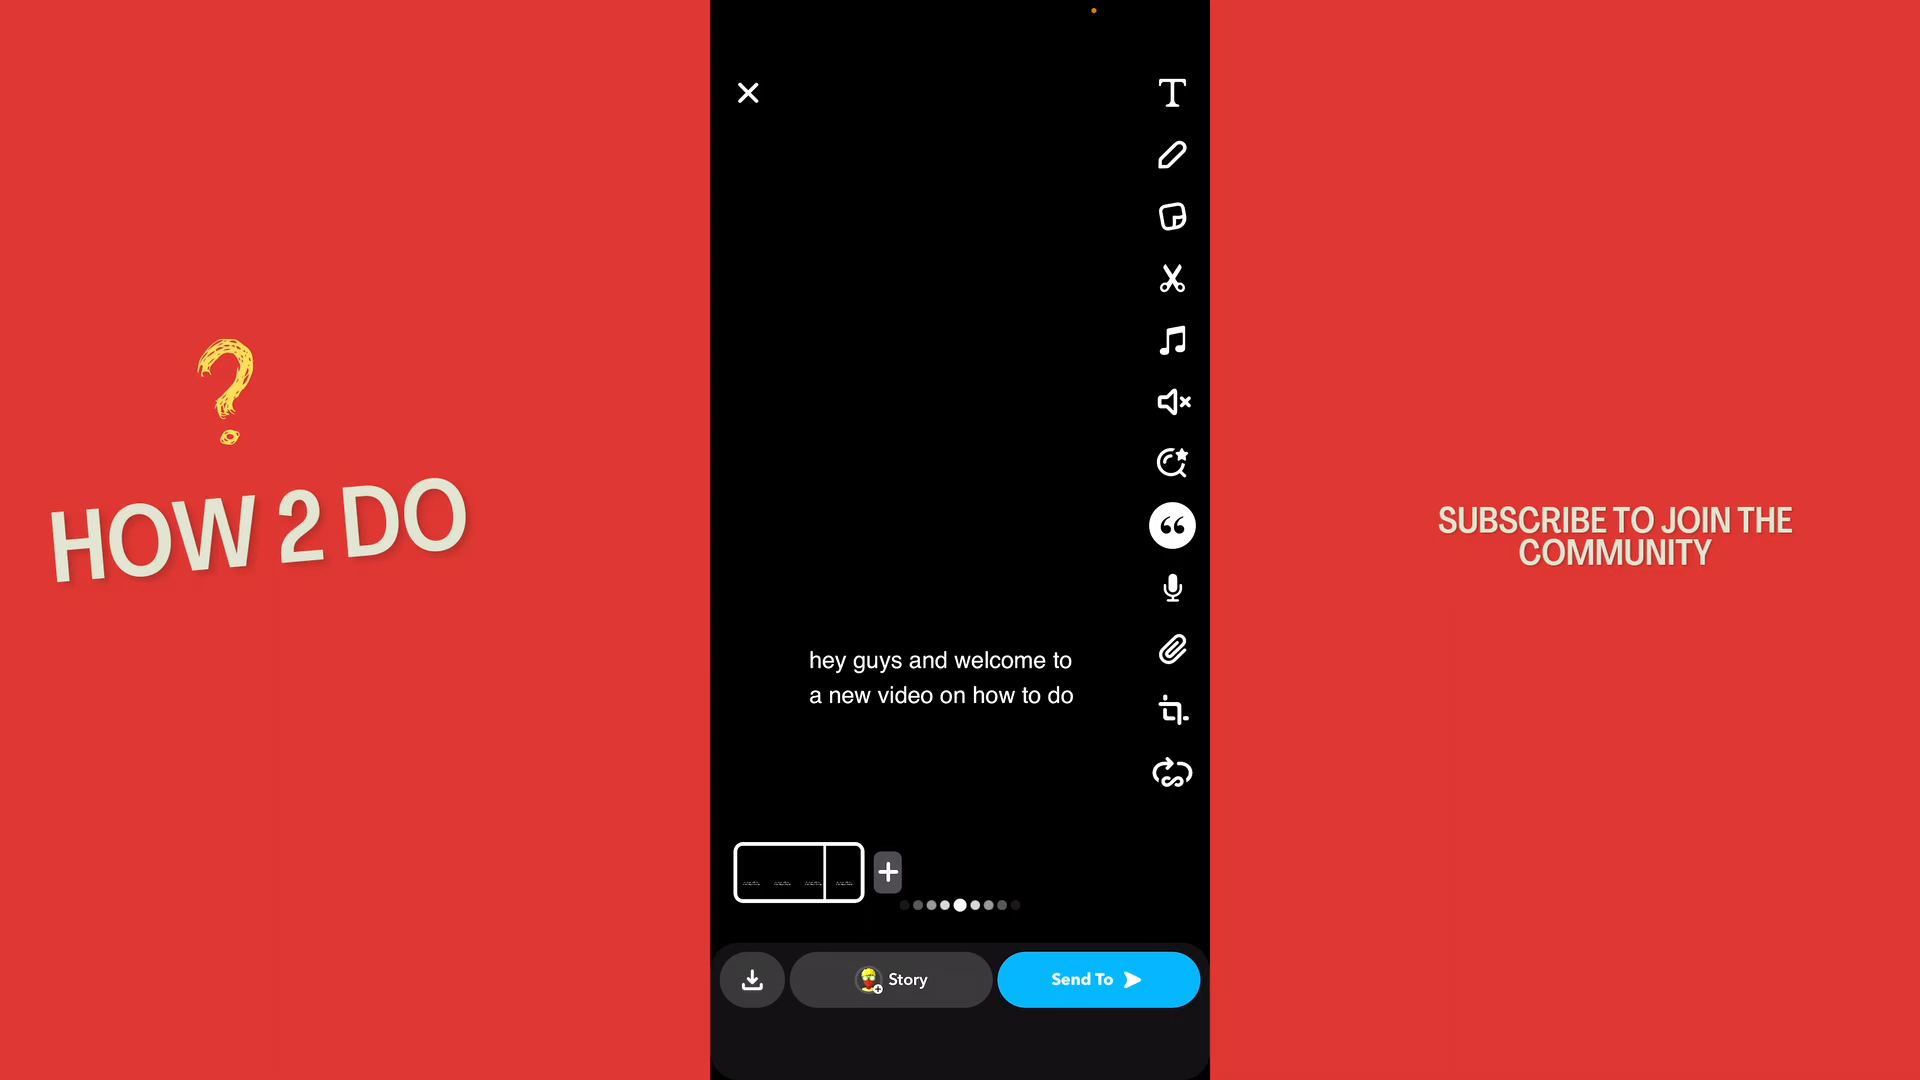 ?
HOW 2 DO
hey guys and welcome to
a new video on how to do
Story
Send To
SUBSCRIBE TO JOIN THE
COMMUNITY